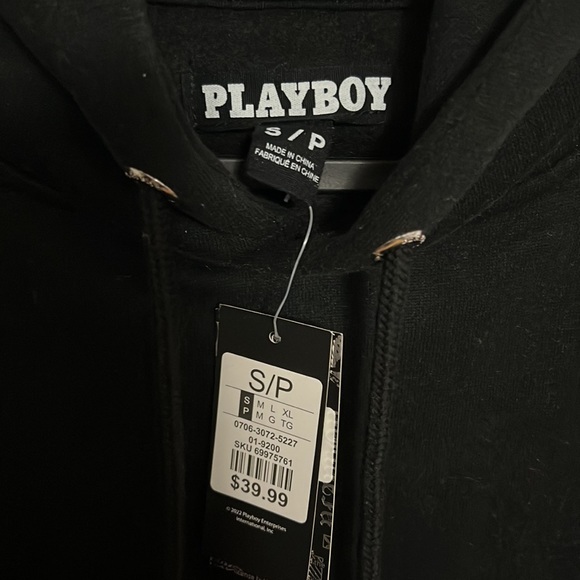 PLAYBOY
S / P
MADE IN CHINA
FABRIQUÉ EN CHINE
S/P
S M L XL
P M G TG
0706-3072-5227
01-9200
SKU 69975761
$39.99
© 2023 Playboy Enterprises
International, Inc